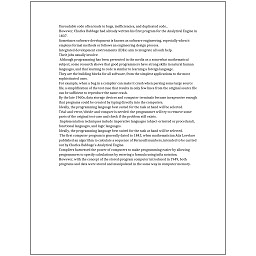 Unreadable code often leads to bugs, inefficiencies, and duplicated code.
However, Charles Babbage had already written his first program for the Analytical Engine in
1837.
Sometimes software development is known as software engineering, especially when it
employs formal methods or follows an engineering design process.
Integrated development environments (IDEs) aim to integrate all such help.
Their jobs usually involve:
Although programming has been presented in the media as a somewhat mathematical
subject, some research shows that good programmers have strong skills in natural human
languages, and that learning to code is similar to learning a foreign language.
They are the building blocks for all software, from the simplest applications to the most
sophisticated ones.
For example, when a bug in a compiler can make it crash when parsing some large source
file, a simplification of the test case that results in only few lines from the original source file
can be sufficient to reproduce the same crash.
By the late 1960s, data storage devices and computer terminals became inexpensive enough
that programs could be created by typing directly into the computers.
Ideally, the programming language best suited for the task at hand will be selected.
Trial-and-error/divide-and-conquer is needed: the programmer will try to remove some
parts of the original test case and check if the problem still exists.
Implementation techniques include imperative languages (object-oriented or procedural),
functional languages, and logic languages.
Ideally, the programming language best suited for the task at hand will be selected.
The first computer program is generally dated to 1843, when mathematician Ada Lovelace
published an algorithm to calculate a sequence of Bernoulli numbers, intended to be carried
out by Charles Babbage's Analytical Engine.
Compilers harnessed the power of computers to make programming easier by allowing
programmers to specify calculations by entering a formula using infix notation.
However, with the concept of the stored-program computer introduced in 1949, both
programs and data were stored and manipulated in the same way in computer memory.